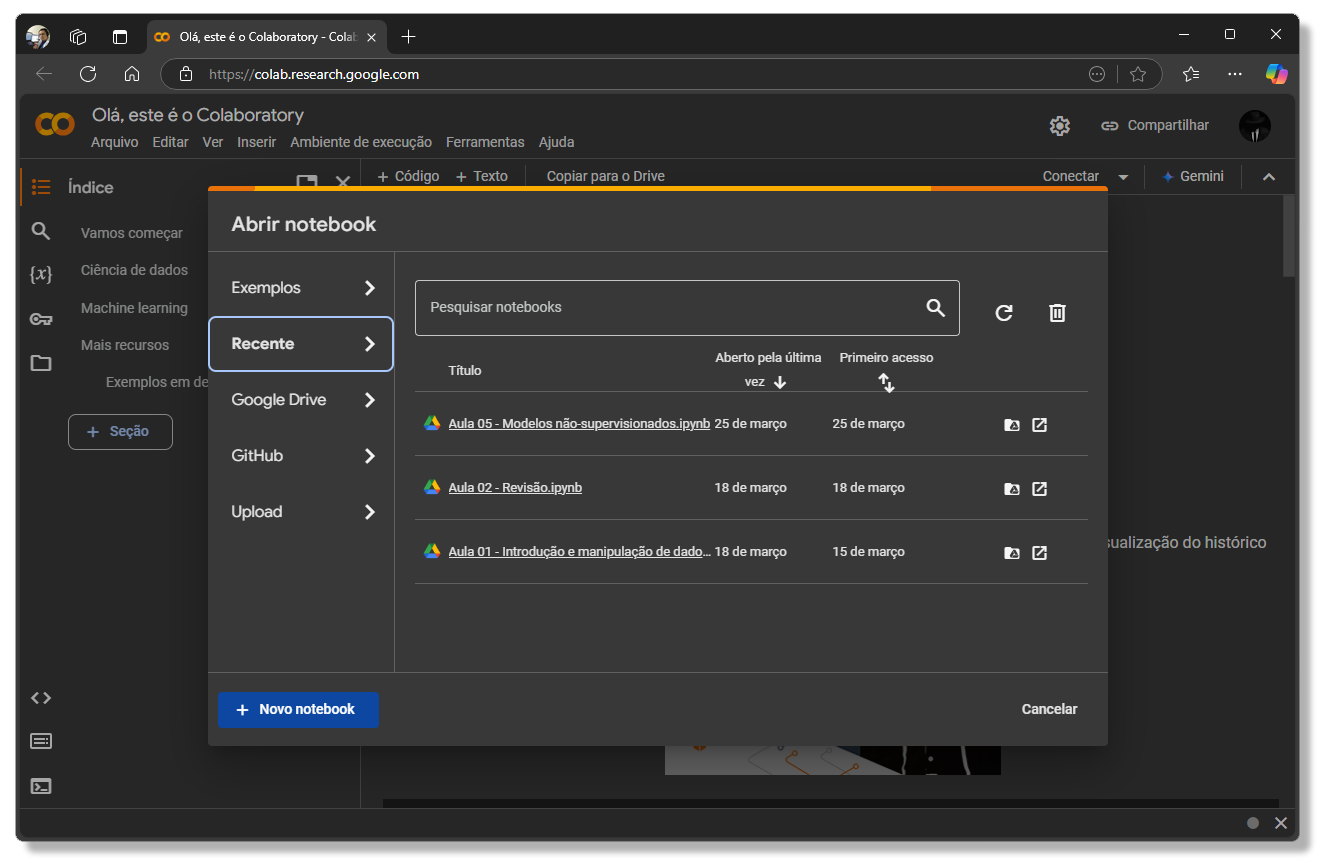 Olá, este é o Colaboratory - Colab
https://colab.research.google.com
Olá, este é o Colaboratory
Arquivo Editar Ver Inserir Ambiente de execução Ferramentas Ajuda
Compartilhar
Índice
+ Código + Texto Copiar para o Drive
Conectar
Gemini
Vamos começar
Ciência de dados
Machine learning
Mais recursos
Exemplos em de
+ Seção
Abrir notebook
Exemplos
Recente
Google Drive
GitHub
Upload
Pesquisar notebooks
Título
Aberto pela última
vez
Primeiro acesso
Aula 05 - Modelos não-supervisionados.ipynb 25 de março 25 de março
Aula 02 - Revisão.ipynb 18 de março 18 de março
Aula 01 - Introdução e manipulação de dado... 18 de março 15 de março
sualização do histórico
+ Novo notebook
Cancelar